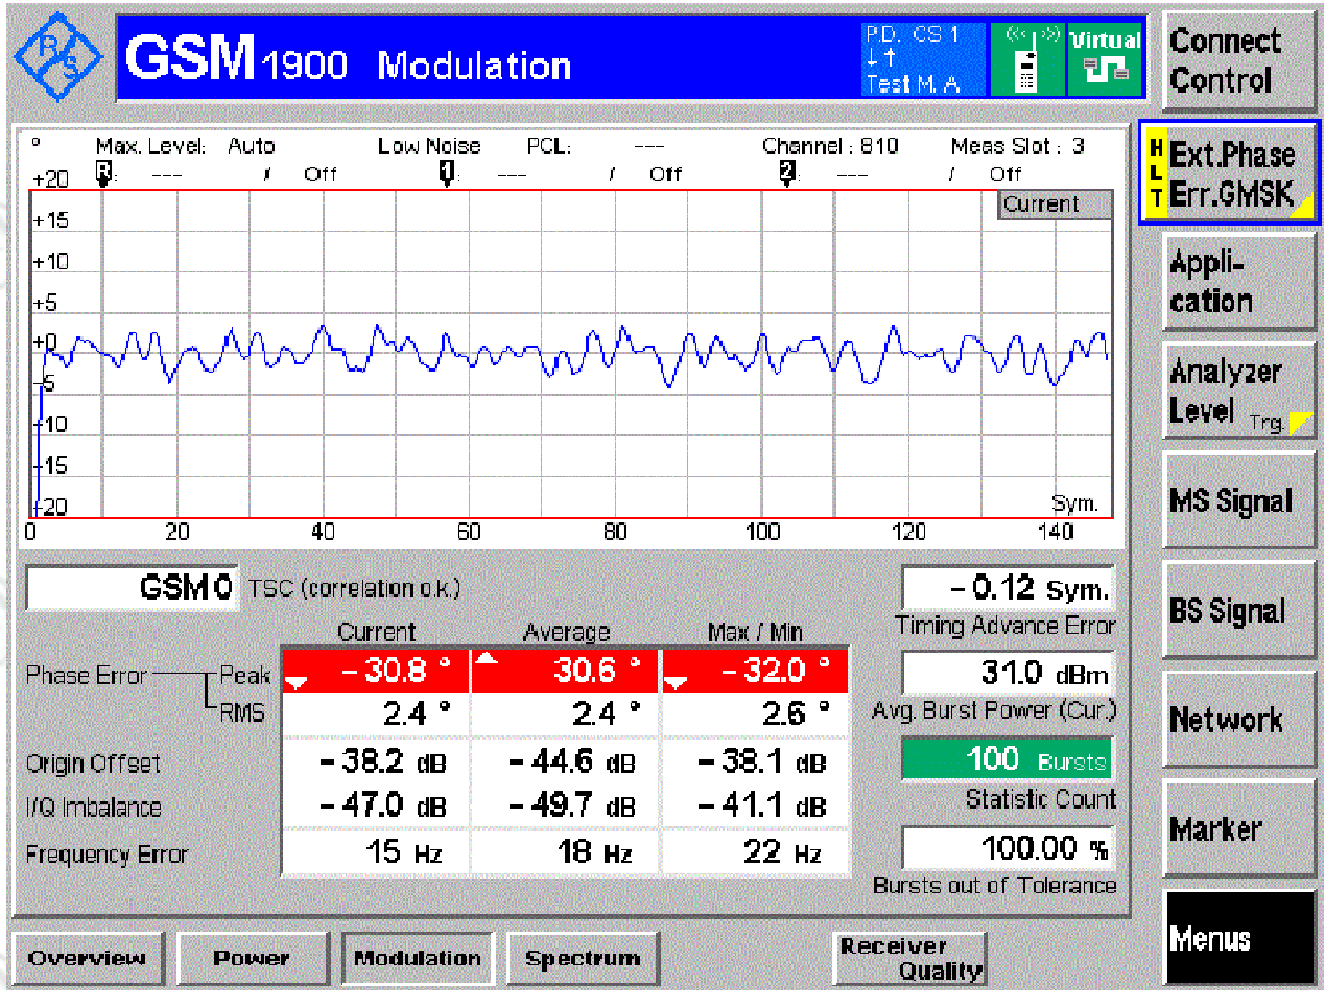 R/S
GSM 1900 Modulation
PD. CS 1
↓↑
Test M. A.
Virtual
Connect
Control
° Max. Level: Auto Low Noise PCL: --- Channel : 810 Meas Slot : 3
R : --- / Off 1 : --- / Off 2 : --- / Off
Current
+20
+15
+10
+5
+0
-5
-10
-15
-20
Sym.
0 20 40 60 80 100 120 140
HLT
Ext.Phase
Err.GMSK
Appli-
cation
Analyzer
Level Trg.
MS Signal
BS Signal
Network
Marker
Menus
GSM 0 TSC (correlation o.k.)
- 0.12 Sym.
Timing Advance Error
Current Average Max / Min
Phase Error Peak - 30.8 ° 30.6 ° - 32.0 °
RMS 2.4 ° 2.4 ° 2.6 °
Origin Offset - 38.2 dB - 44.6 dB - 38.1 dB
I/Q Imbalance - 47.0 dB - 49.7 dB - 41.1 dB
Frequency Error 15 Hz 18 Hz 22 Hz
31.0 dBm
Avg. Burst Power (Cur.)
100 Bursts
Statistic Count
100.00 %
Bursts out of Tolerance
Overview Power Modulation Spectrum
Receiver
Quality